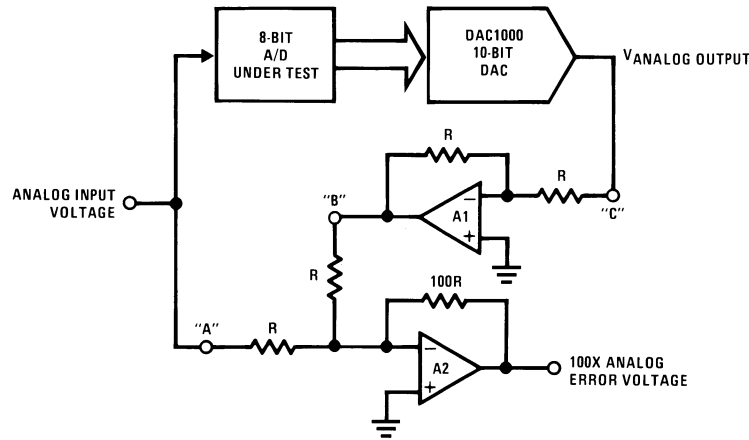 8-BIT
A/D
UNDER TEST
DAC1000
10-BIT
DAC
VANALOG OUTPUT
R
R
"B"
A1
−
+
"C"
ANALOG INPUT
VOLTAGE
R
100R
"A"
R
−
A2
+
100X ANALOG
ERROR VOLTAGE